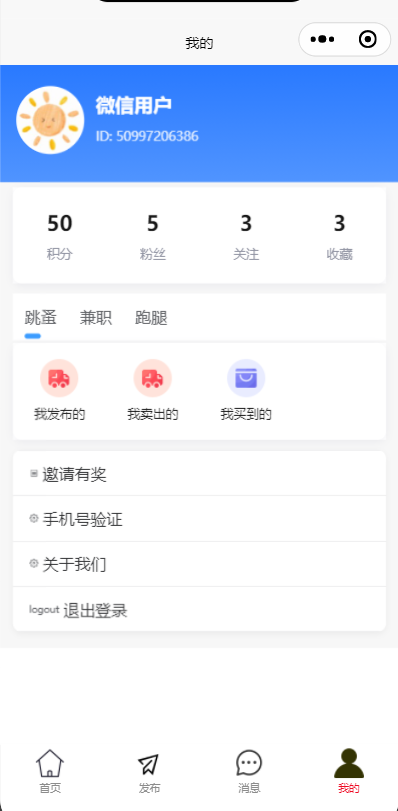 我的
微信用户
ID: 50997206386
50 5 3 3
积分 粉丝 关注 收藏
跳蚤 兼职 跑腿
我发布的 我卖出的 我买到的
邀请有奖
手机号验证
关于我们
logout 退出登录
首页 发布 消息 我的